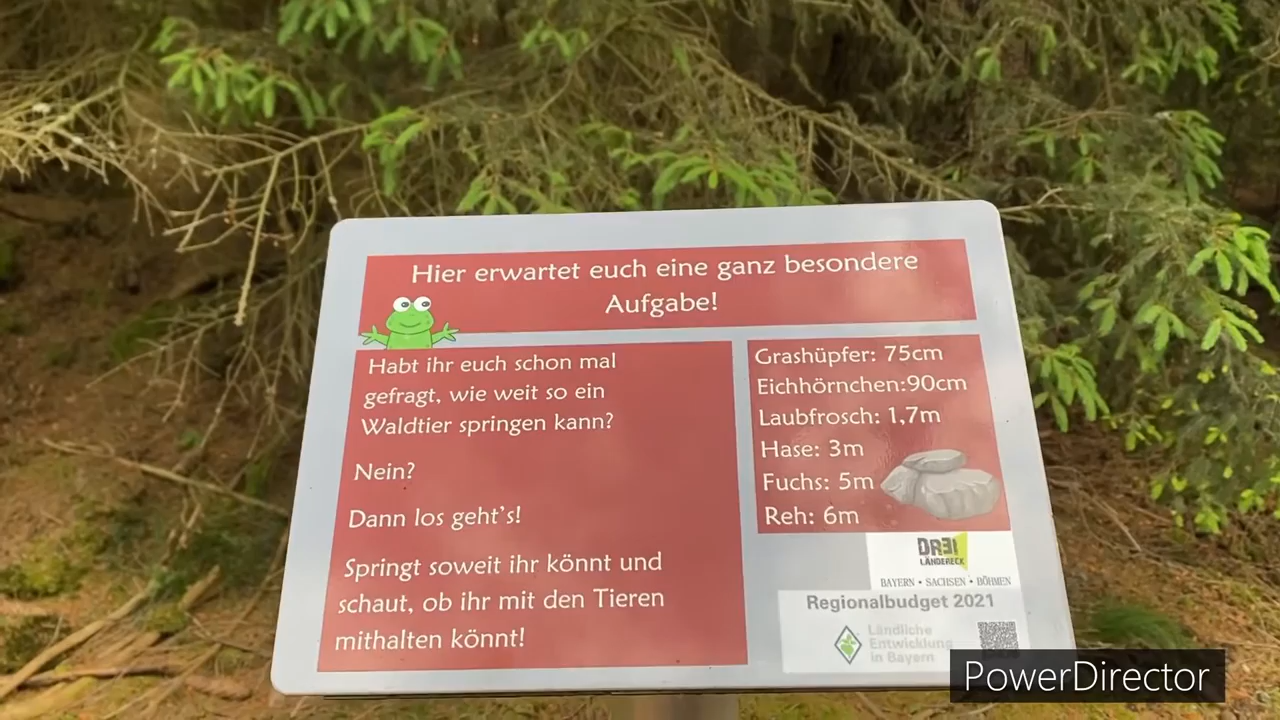 Hier erwartet euch eine ganz besondere
Aufgabe!
Habt ihr euch schon mal
gefragt, wie weit so ein
Waldtier springen kann?
Nein?
Dann los geht's!
Springt soweit ihr könnt und
schaut, ob ihr mit den Tieren
mithalten könnt!
Grashüpfer: 75cm
Eichhörnchen:90cm
Laubfrosch: 1,7m
Hase: 3m
Fuchs: 5m
Reh: 6m
DR3I
LÄNDERECK
BAYERN • SACHSEN • BÖHMEN
Regionalbudget 2021
Ländliche
Entwicklung
in Bayern
PowerDirector